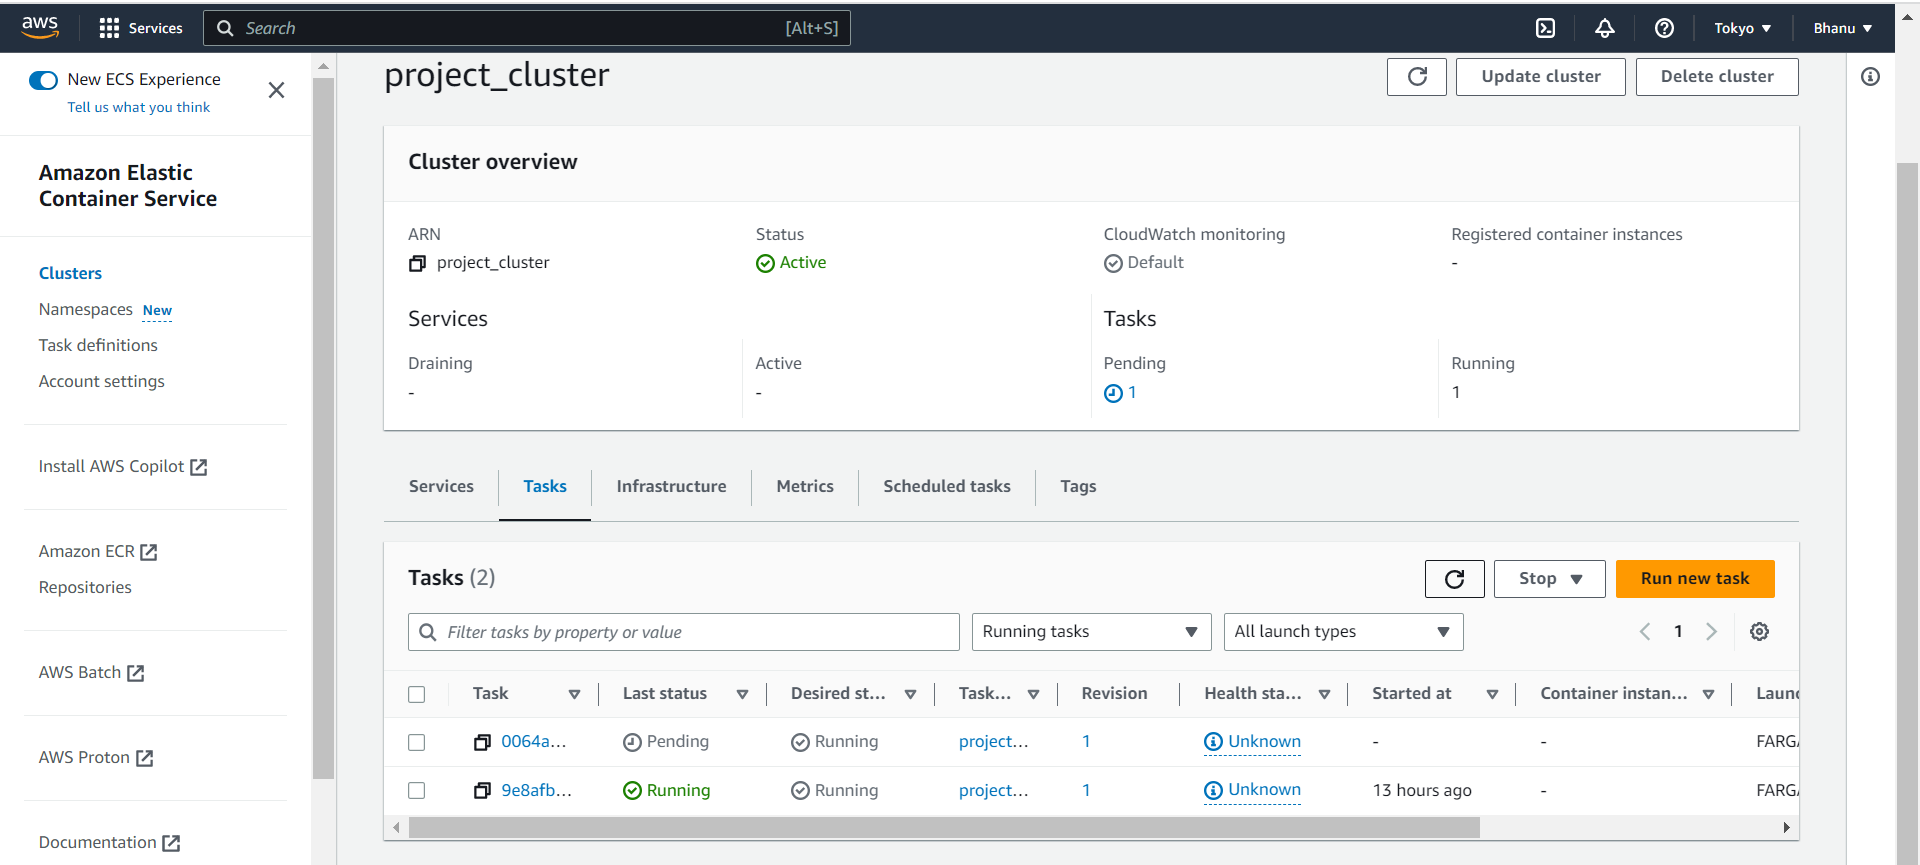 aws
Services
Search
[Alt+S]
Tokyo ▼
Bhanu ▼
New ECS Experience
Tell us what you think
Amazon Elastic
Container Service
Clusters
Namespaces New
Task definitions
Account settings
Install AWS Copilot
Amazon ECR
Repositories
AWS Batch
AWS Proton
Documentation
project_cluster
Update cluster
Delete cluster
Cluster overview
ARN
project_cluster
Status
Active
CloudWatch monitoring
Default
Registered container instances
-
Services
Draining
-
Active
-
Tasks
Pending
1
Running
1
Services
Tasks
Infrastructure
Metrics
Scheduled tasks
Tags
Tasks (2)
Stop ▼
Run new task
Filter tasks by property or value
Running tasks
All launch types
1
Task Last status Desired st... Task... Revision Health sta... Started at Container instan... Laun
0064a... Pending Running project... 1 Unknown - - FARG
9e8afb... Running Running project... 1 Unknown 13 hours ago - FARG